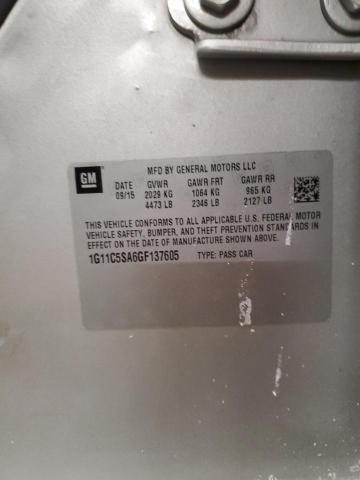 GM
MFD BY GENERAL MOTORS LLC
DATE GVWR GAWR FRT GAWR RR
09/15 2029 KG 1064 KG 965 KG
4473 LB 2346 LB 2127 LB
THIS VEHICLE CONFORMS TO ALL APPLICABLE U.S. FEDERAL MOTOR
VEHICLE SAFETY, BUMPER, AND THEFT PREVENTION STANDARDS
IN EFFECT ON THE DATE OF MANUFACTURE SHOWN ABOVE.
1G11C5SA6GF137605 TYPE: PASS CAR